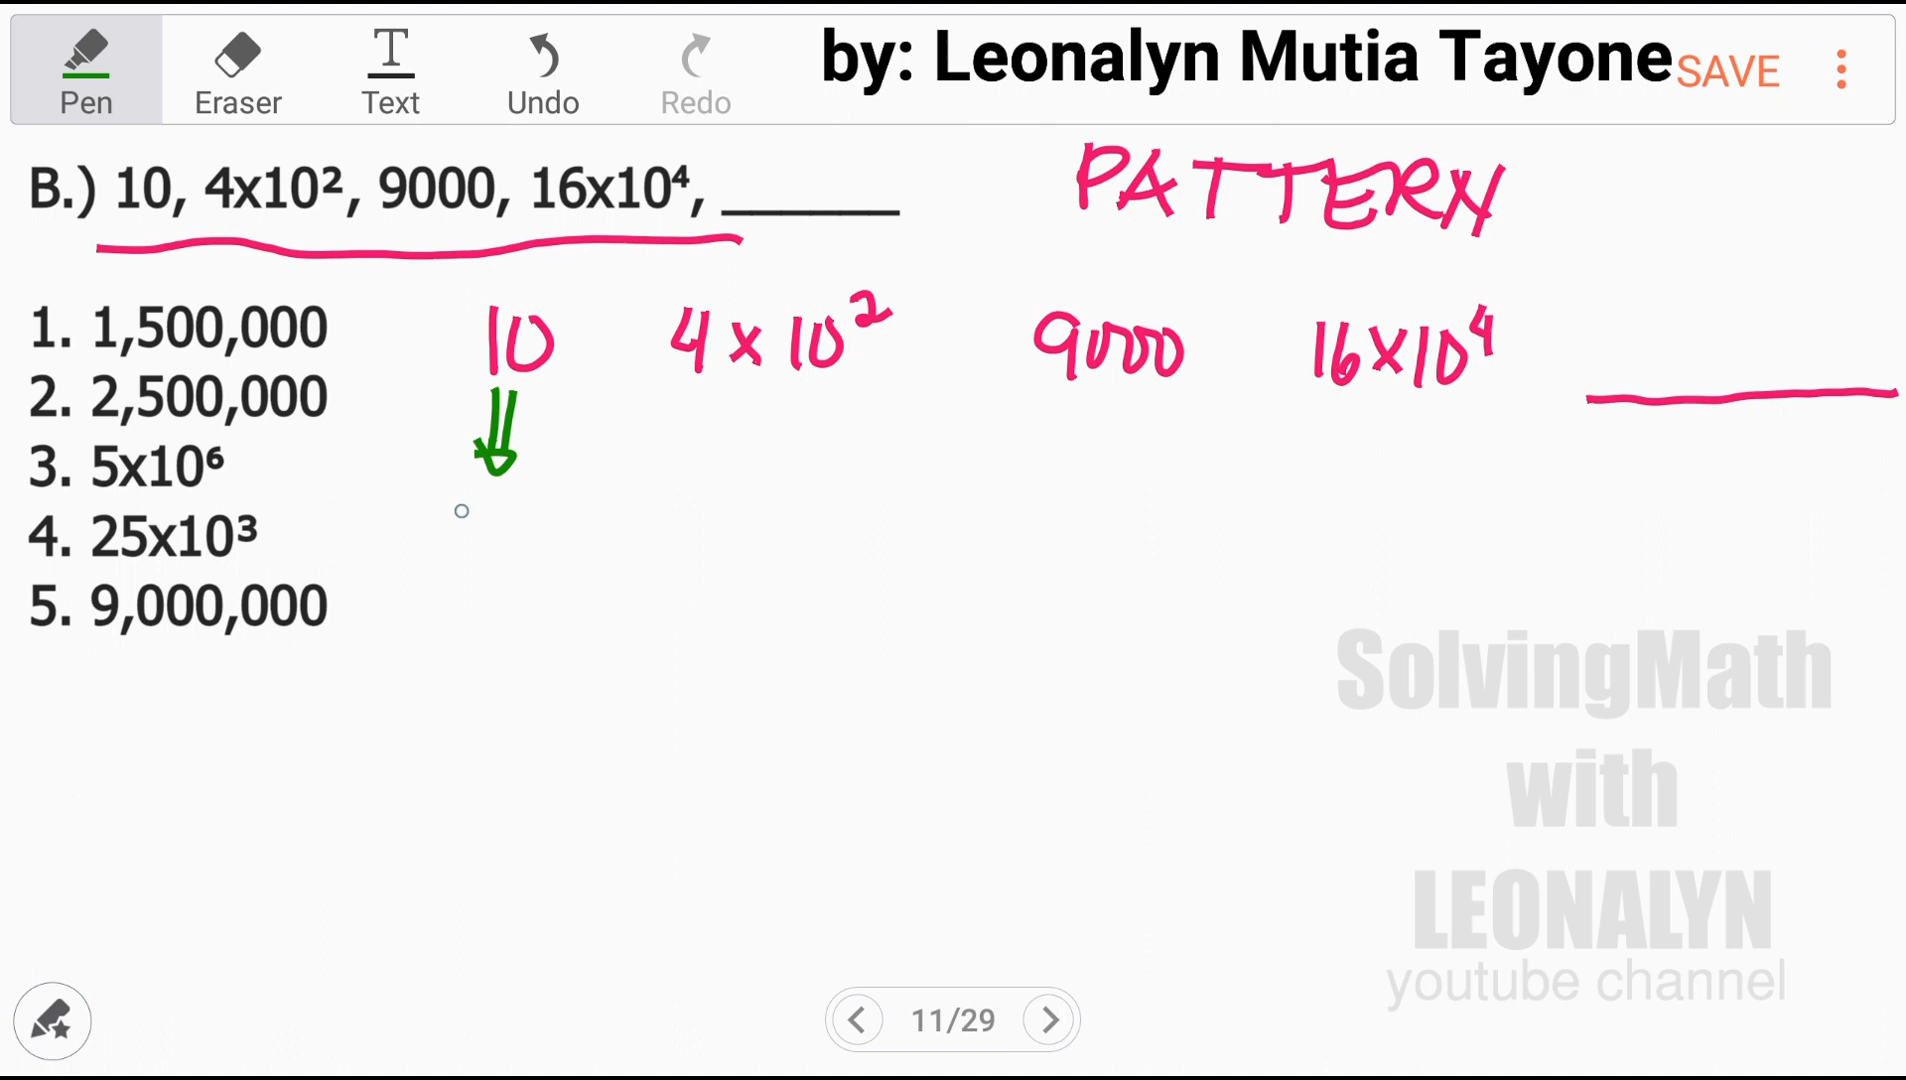 Pen Eraser Text Undo Redo by: Leonalyn Mutia Tayone SAVE
B.) 10, 4x10², 9000, 16x10⁴, ______ PATTERN
1. 1,500,000
10 4 x 10² 9000 16x10⁴
2. 2,500,000
3. 5x10⁶
4. 25x10³
5. 9,000,000
SolvingMath
with
LEONALYN
youtube channel
11/29